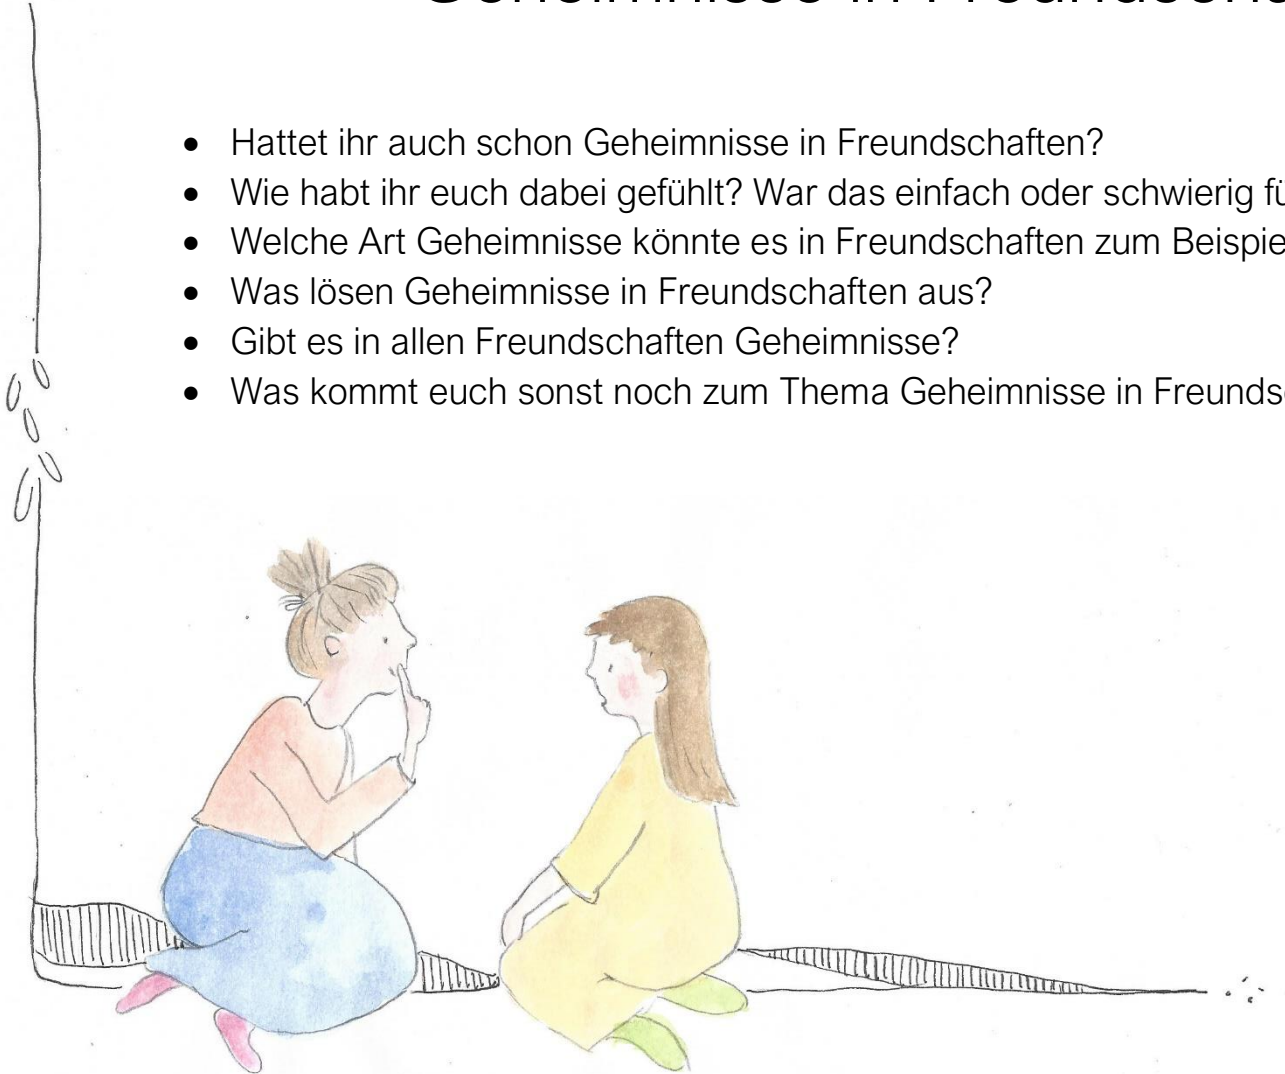 Geheimnisse in
• Hattet ihr auch schon Geheimnisse in Freundschaften?
• Wie habt ihr euch dabei gefühlt? War das einfach oder schwierig
• Welche Art Geheimnisse könnte es in Freundschaften zum
• Was lösen Geheimnisse in Freundschaften aus?
• Gibt es in allen Freundschaften Geheimnisse?
• Was kommt euch sonst noch zum Thema Geheimnisse in